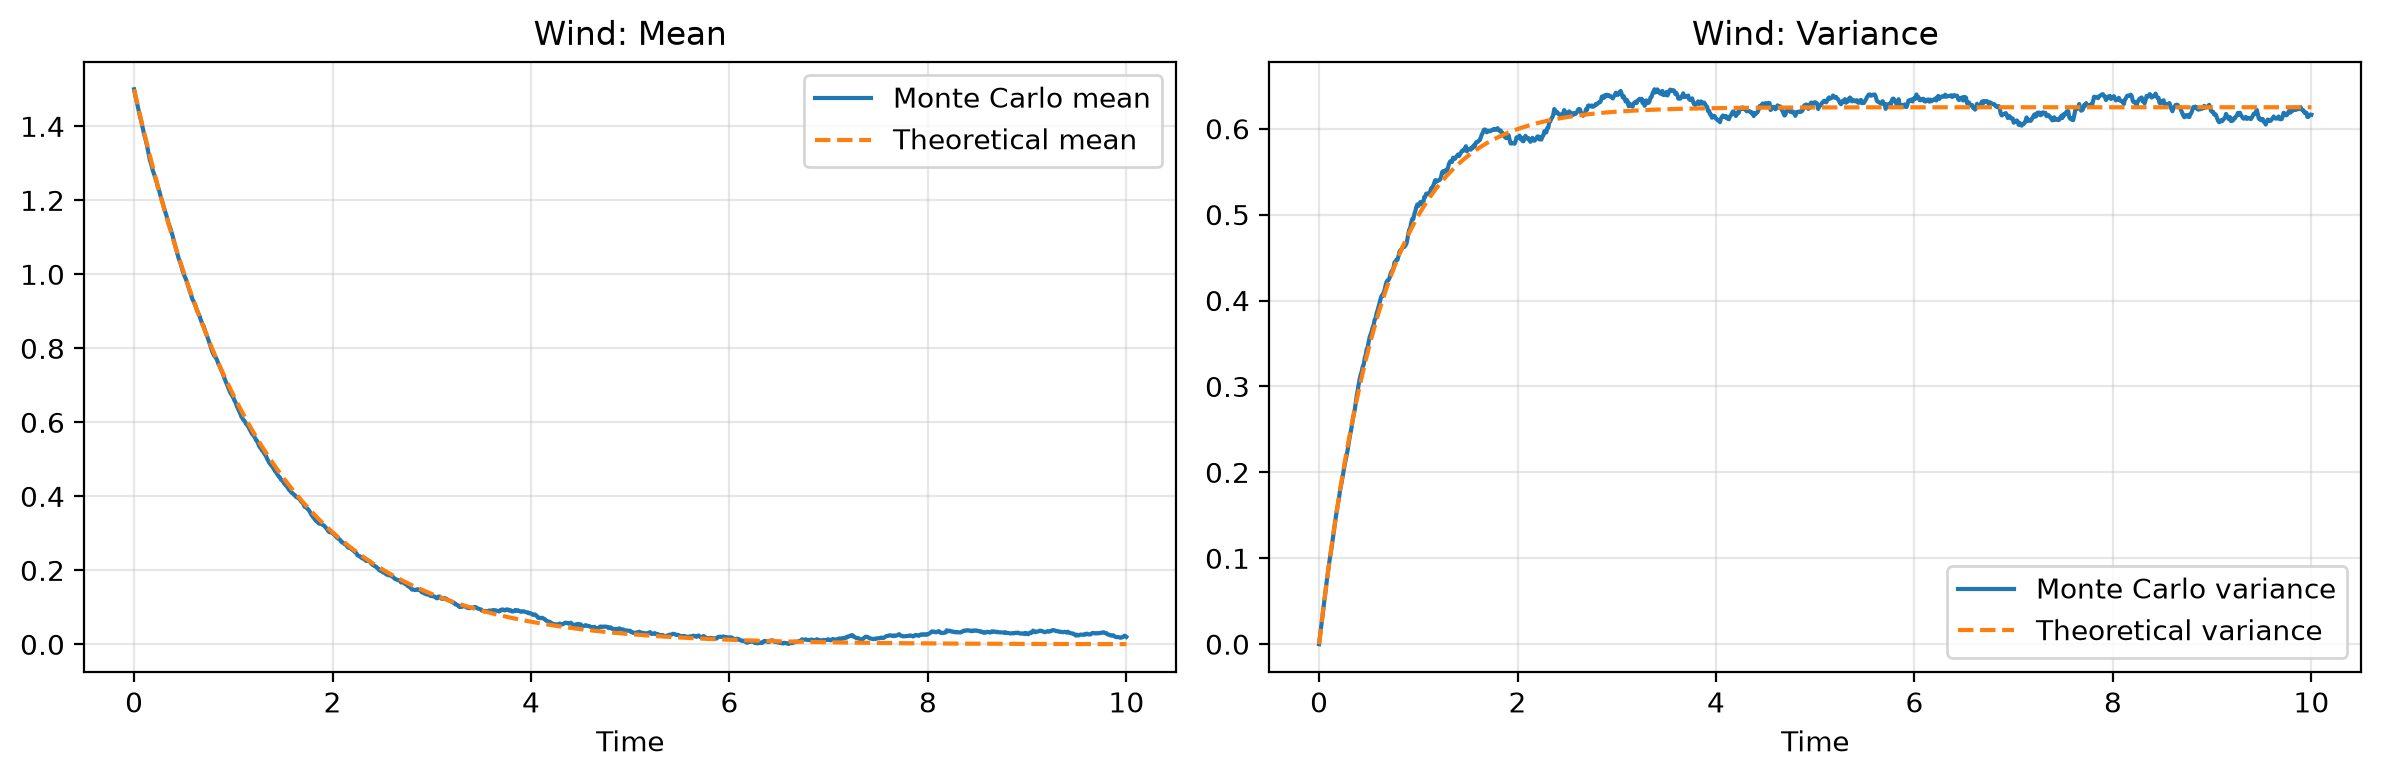 Wind: Mean
1.4
1.2
1.0
0.8
0.6
0.4
0.2
0.0
0 2 4 6 8 10
Time
Monte Carlo mean
Theoretical mean
Wind: Variance
0.6
0.5
0.4
0.3
0.2
0.1
0.0
0 2 4 6 8 10
Time
Monte Carlo variance
Theoretical variance